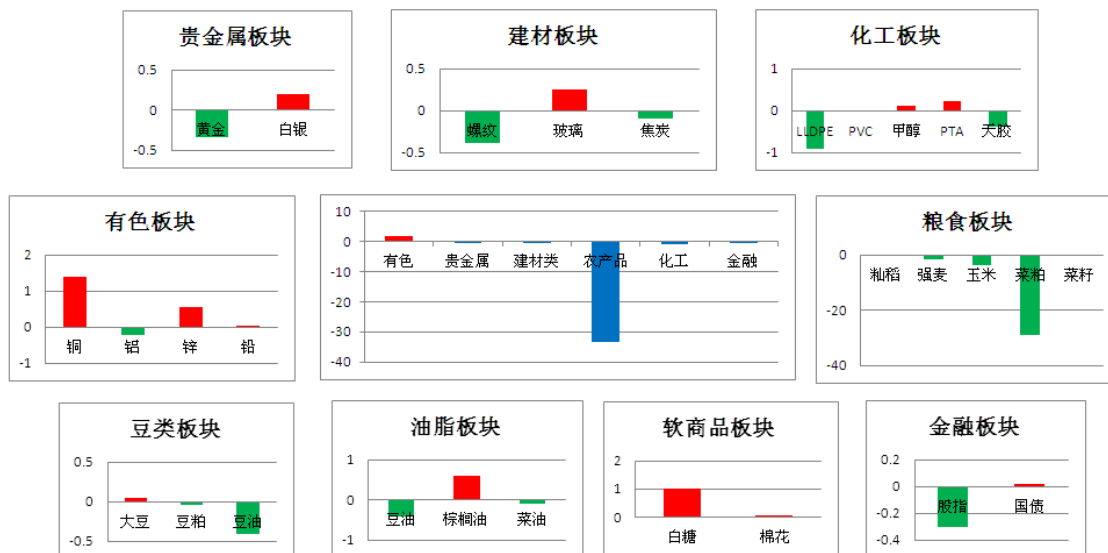 贵金属板块
0.5
0
-0.5
黄金 白银
建材板块
0.5
0
-0.5
螺纹 玻璃 焦炭
化工板块
1
0
-1
LLDPE PVC 甲醇 PTA 天胶
有色板块
2
1
0
-1
铜 铝 锌 铅
10
0
-10
-20
-30
-40
有色 贵金属 建材类 农产品 化工 金融
粮食板块
0
-20
-40
籼稻 强麦 玉米 菜粕 菜籽
豆类板块
0.5
0
-0.5
大豆 豆粕 豆油
油脂板块
1
0
-1
豆油 棕榈油 菜油
软商品板块
2
1
0
白糖 棉花
金融板块
0.2
0
-0.2
-0.4
股指 国债